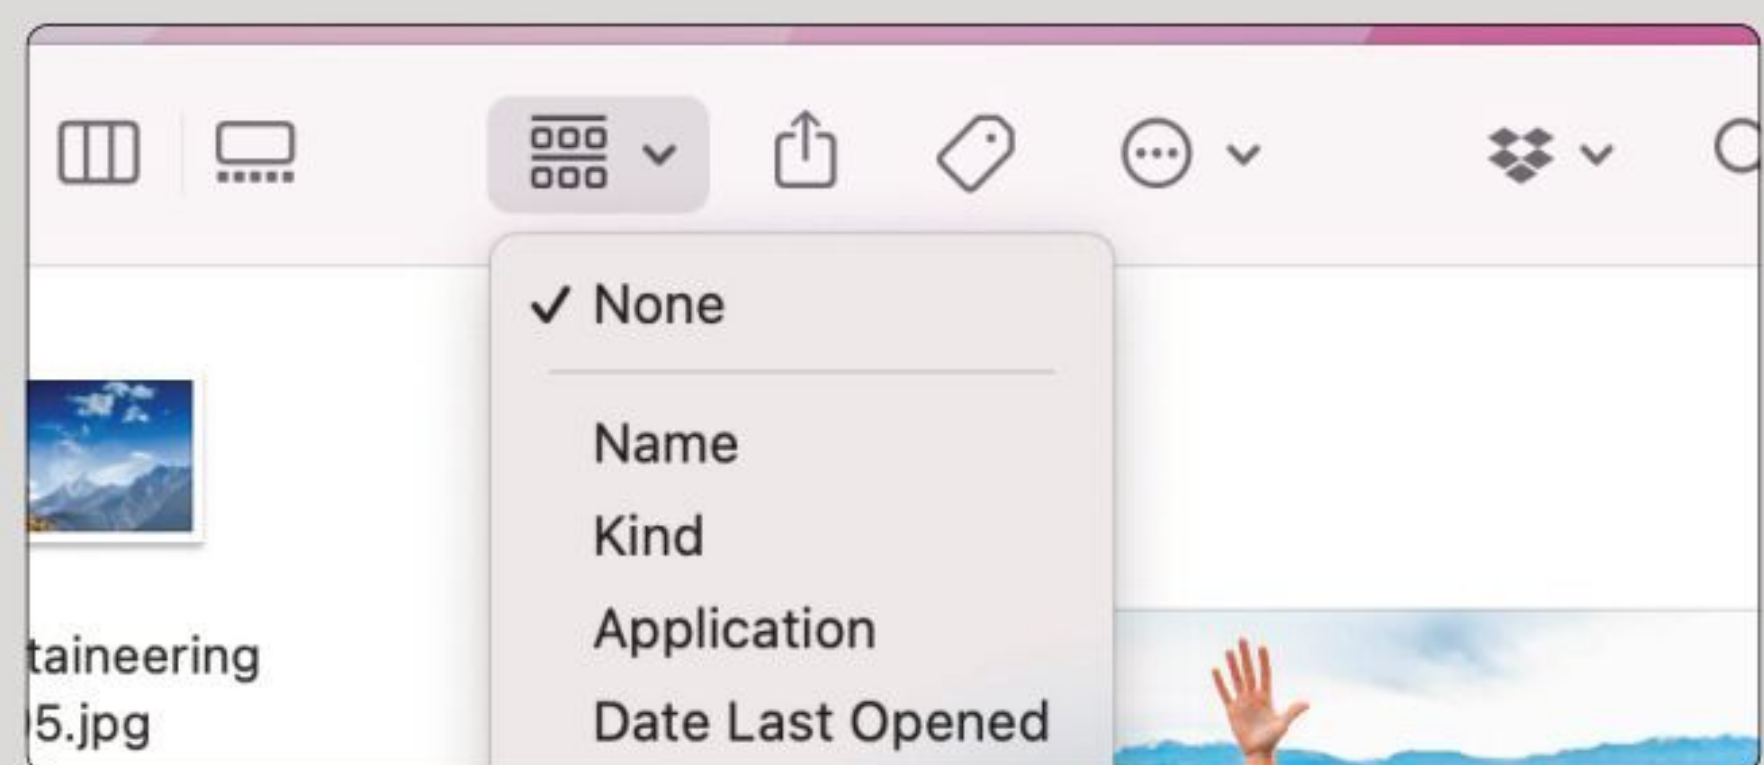 None
Name
Kind
Application
Date Last Opened
taineering
5.jpg